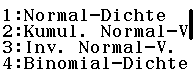 1:Normal-Dichte
2:Kumul. Normal-V
3:Inv. Normal-V.
4:Binomial-Dichte